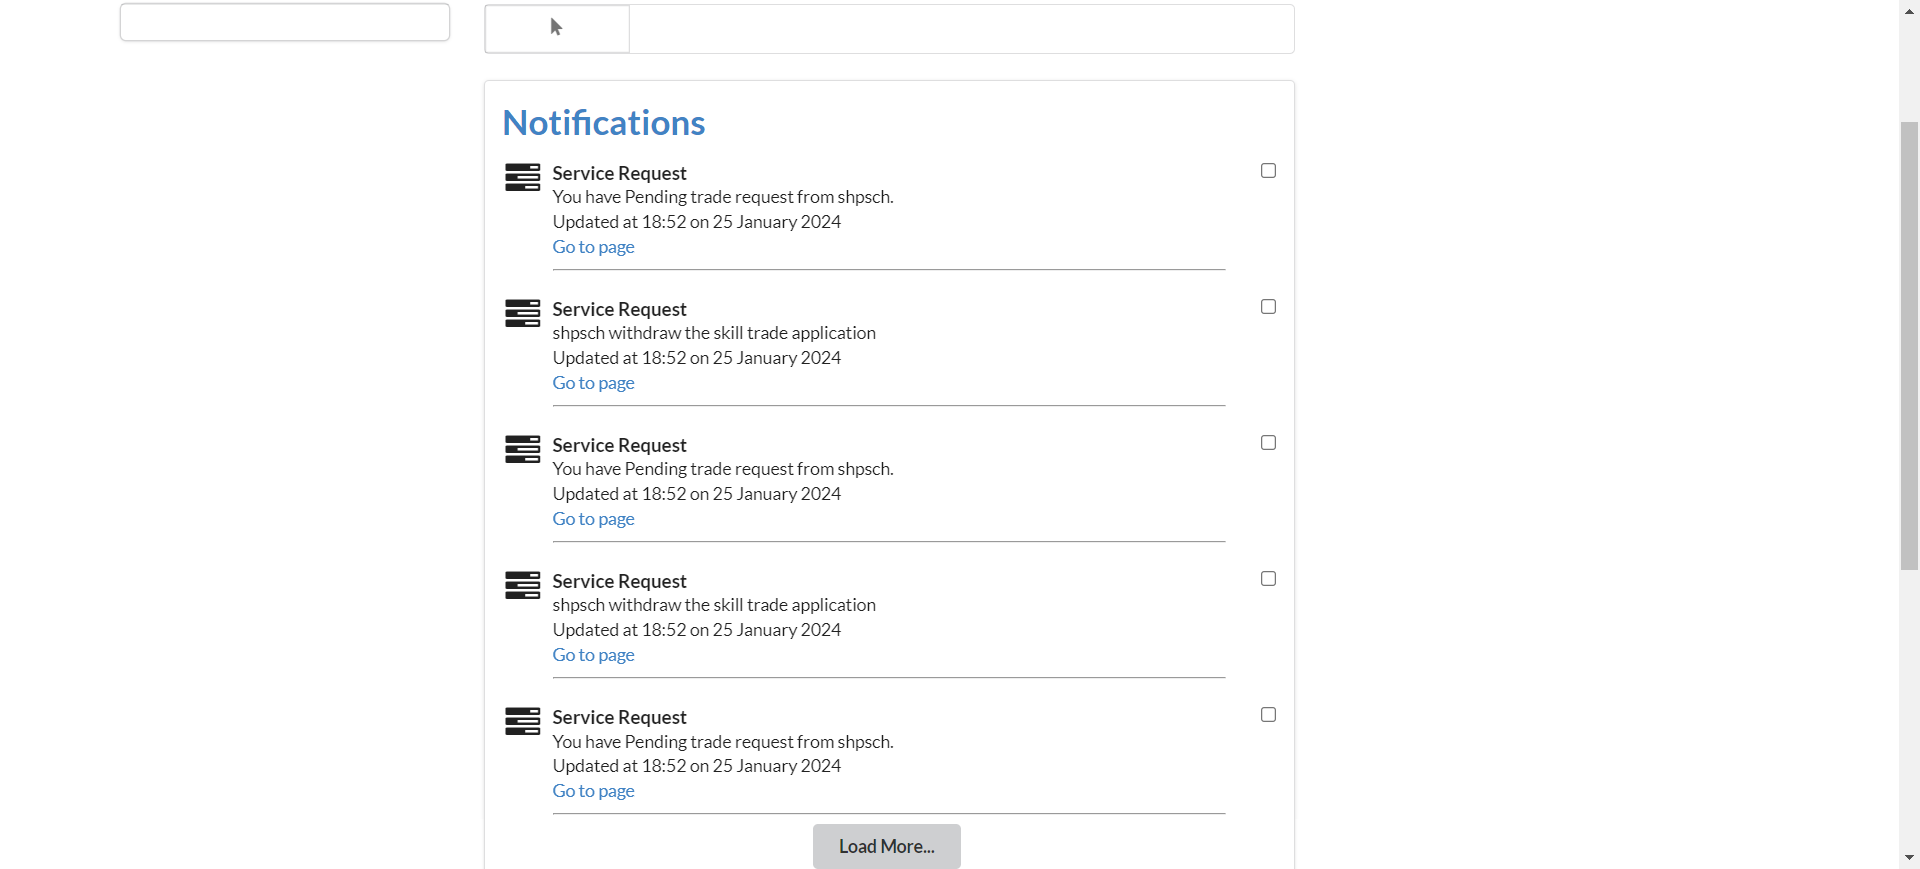 Notifications
Service Request
You have Pending trade request from shpsch.
Updated at 18:52 on 25 January 2024
Go to page
Service Request
shpsch withdraw the skill trade application
Updated at 18:52 on 25 January 2024
Go to page
Service Request
You have Pending trade request from shpsch.
Updated at 18:52 on 25 January 2024
Go to page
Service Request
shpsch withdraw the skill trade application
Updated at 18:52 on 25 January 2024
Go to page
Service Request
You have Pending trade request from shpsch.
Updated at 18:52 on 25 January 2024
Go to page
Load More...